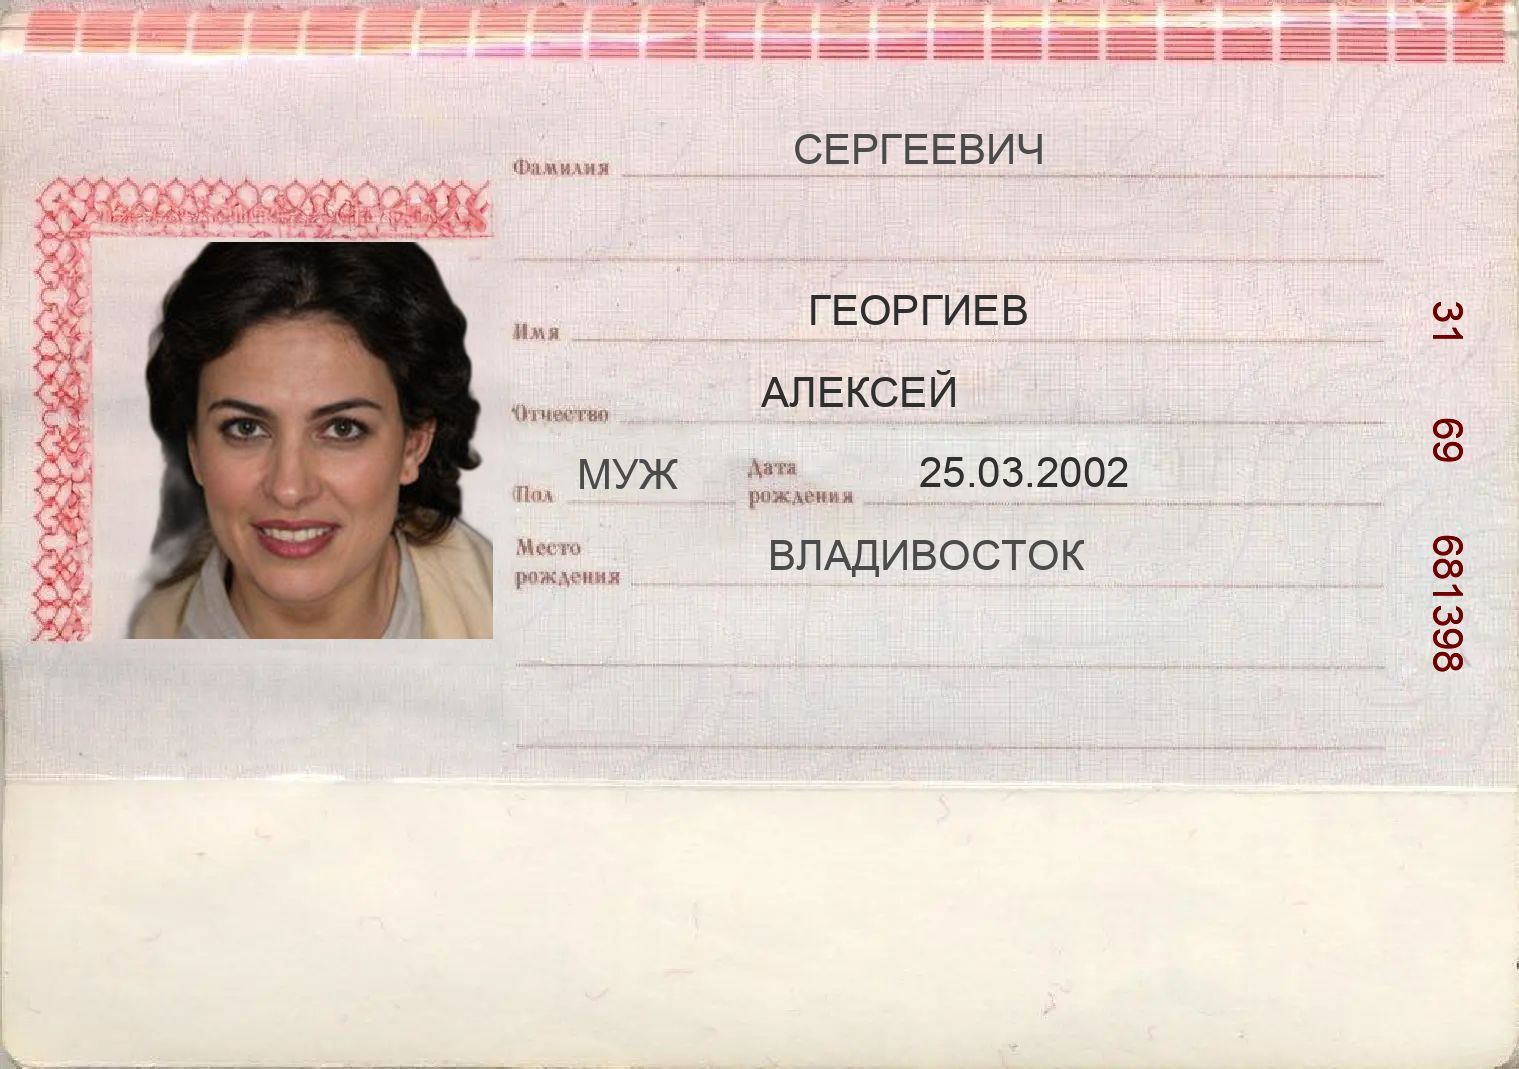 Фамилия СЕРГЕЕВИЧ
Имя ГЕОРГИЕВ
Отчество АЛЕКСЕЙ
Пол МУЖ Дата рождения 25.03.2002
Место рождения ВЛАДИВОСТОК
31 69 681398